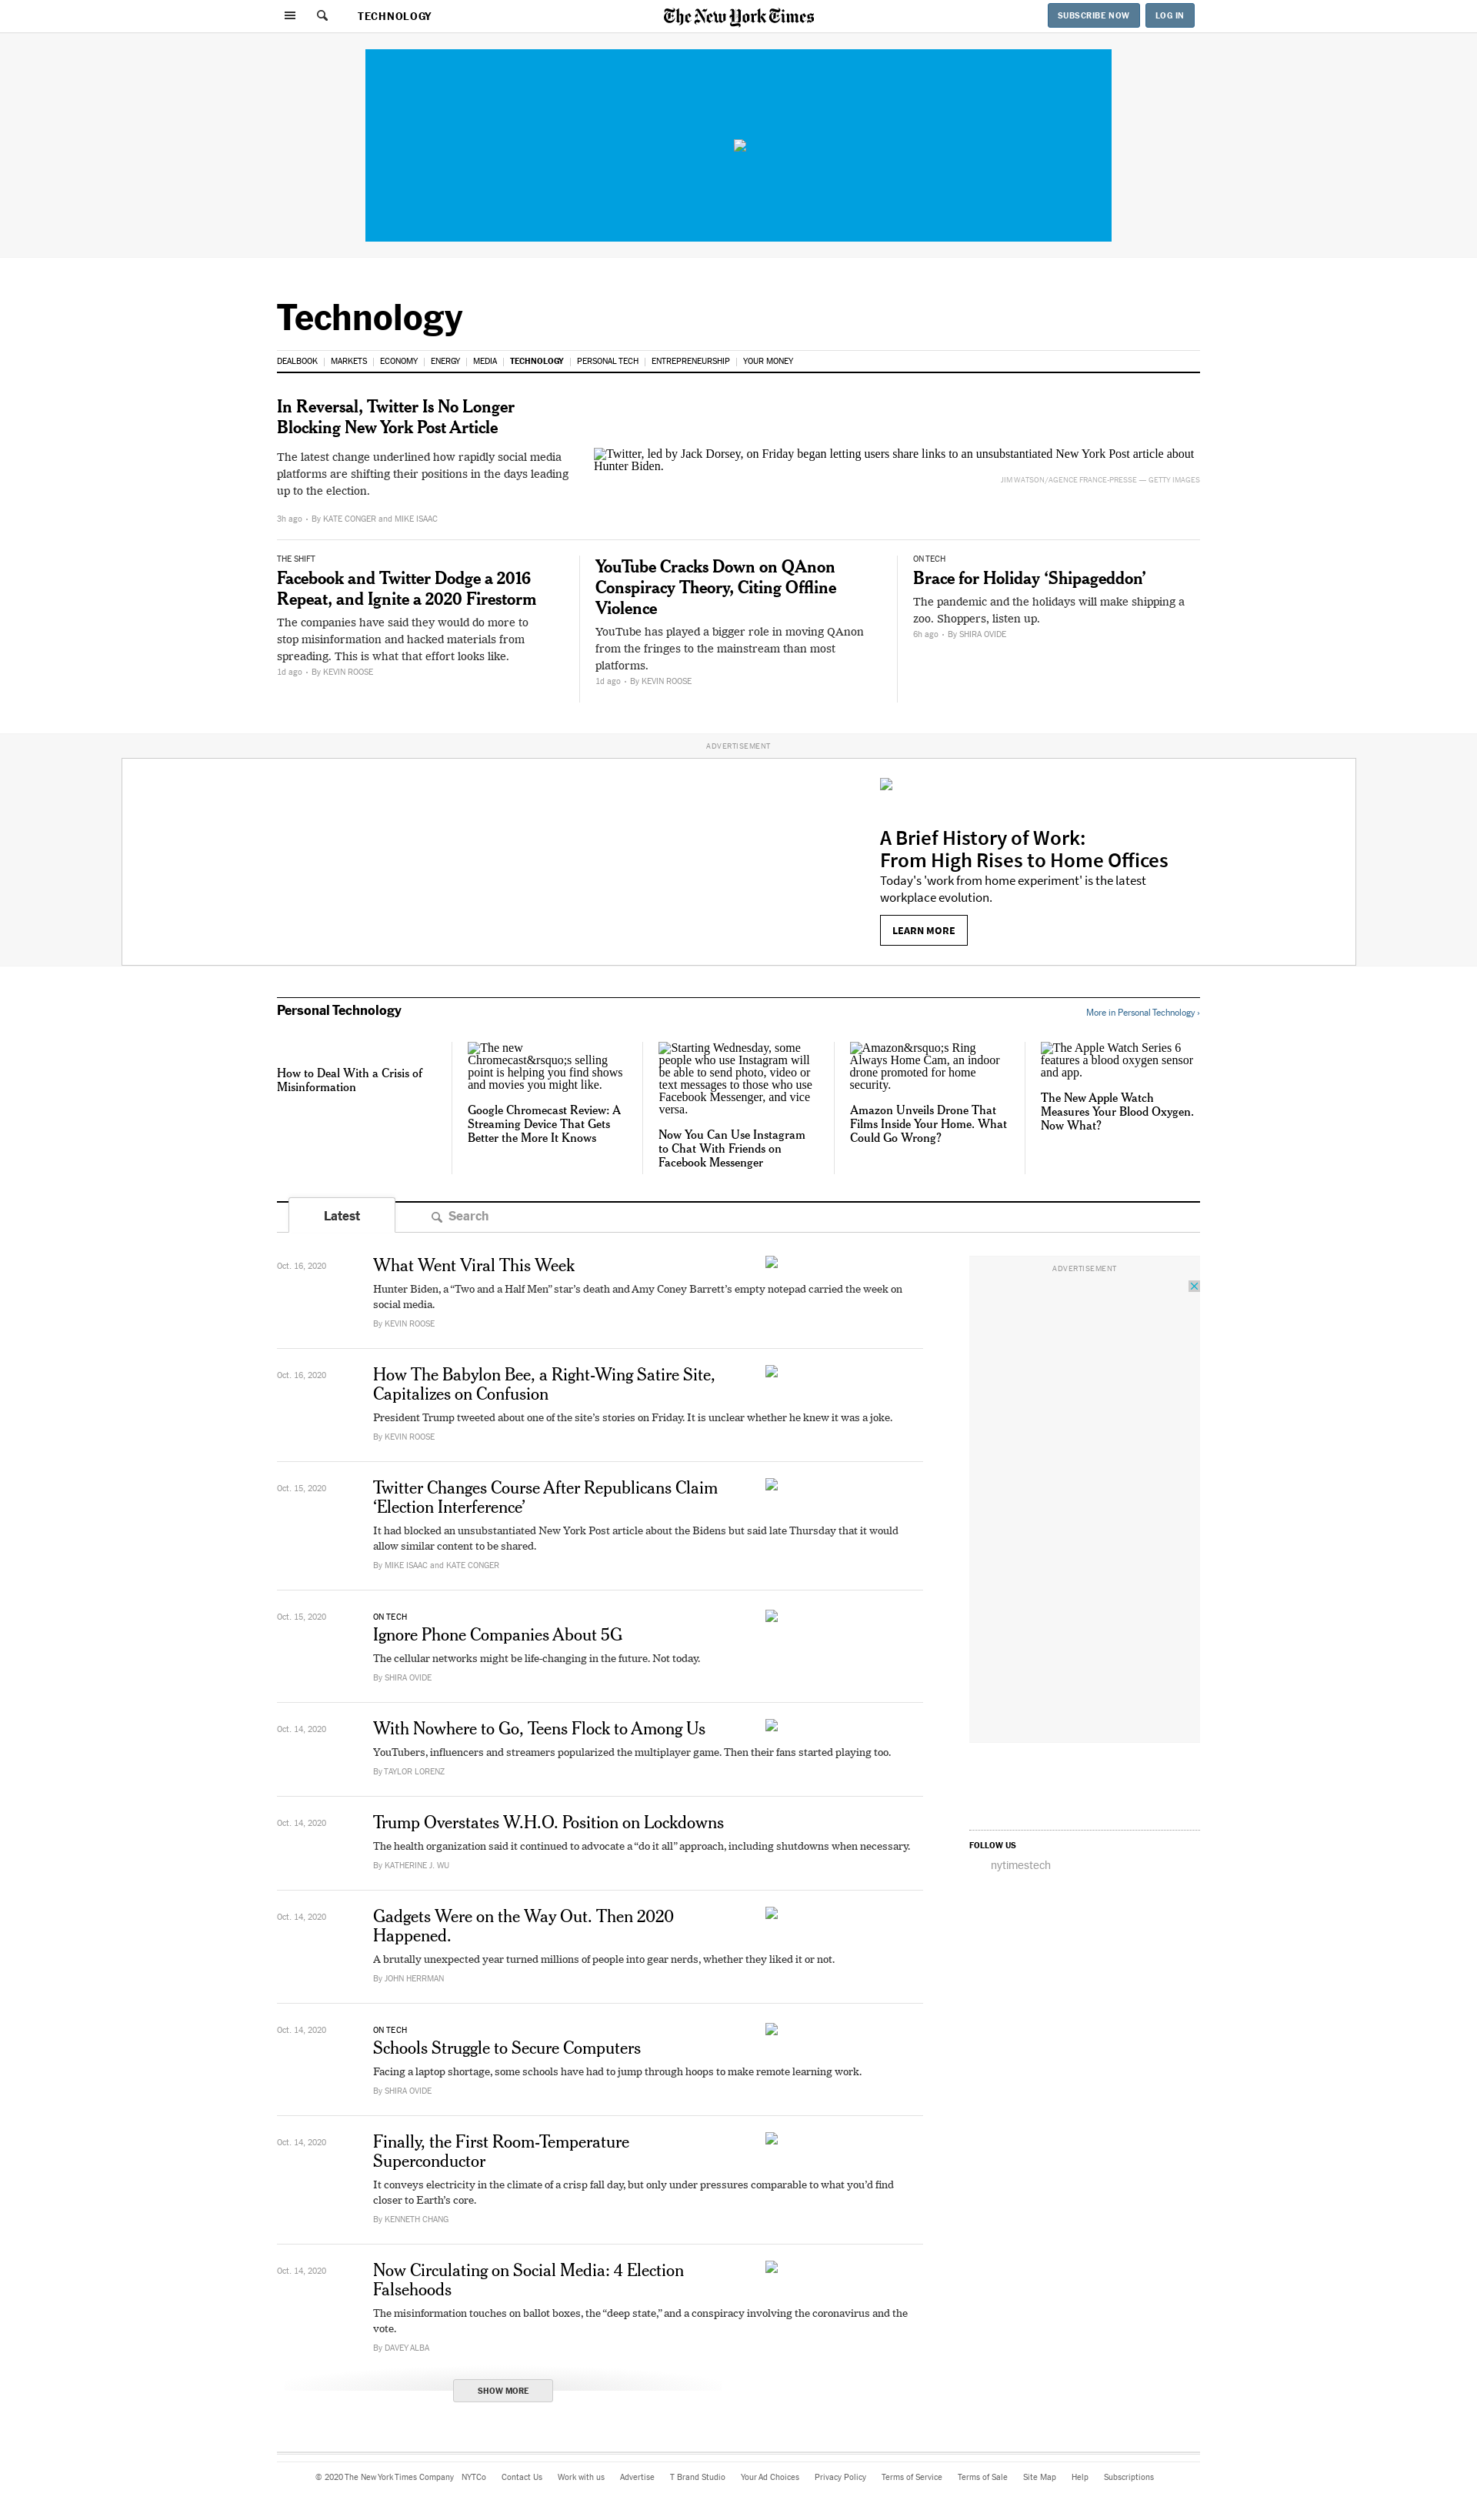 TECHNOLOGY
The New York Times
SUBSCRIBE NOW
LOG IN
Technology
DEALBOOK
MARKETS
ECONOMY
ENERGY
MEDIA
TECHNOLOGY
PERSONAL TECH
ENTREPRENEURSHIP
YOUR MONEY
In Reversal, Twitter Is No Longer
Blocking New York Post Article
The latest change underlined how rapidly social media
platforms are shifting their positions in the days leading
up to the election.
3h ago • By KATE CONGER and MIKE ISAAC
Twitter, led by Jack Dorsey, on Friday began letting users share links to an unsubstantiated New York Post article about
Hunter Biden.
JIM WATSON/AGENCE FRANCE-PRESSE — GETTY IMAGES
THE SHIFT
Facebook and Twitter Dodge a 2016
Repeat, and Ignite a 2020 Firestorm
The companies have said they would do more to
stop misinformation and hacked materials from
spreading. This is what that effort looks like.
1d ago • By KEVIN ROOSE
YouTube Cracks Down on QAnon
Conspiracy Theory, Citing Offline
Violence
YouTube has played a bigger role in moving QAnon
from the fringes to the mainstream than most
platforms.
1d ago • By KEVIN ROOSE
ON TECH
Brace for Holiday ‘Shipageddon’
The pandemic and the holidays will make shipping a
zoo. Shoppers, listen up.
6h ago • By SHIRA OVIDE
ADVERTISEMENT
A Brief History of Work:
From High Rises to Home Offices
Today's 'work from home experiment' is the latest
workplace evolution.
LEARN MORE
Personal Technology
More in Personal Technology ›
How to Deal With a Crisis of
Misinformation
The new
Chromecast&rsquo;s selling
point is helping you find shows
and movies you might like.
Google Chromecast Review: A
Streaming Device That Gets
Better the More It Knows
Starting Wednesday, some
people who use Instagram will
be able to send photo, video or
text messages to those who use
Facebook Messenger, and vice
versa.
Now You Can Use Instagram
to Chat With Friends on
Facebook Messenger
Amazon&rsquo;s Ring
Always Home Cam, an indoor
drone promoted for home
security.
Amazon Unveils Drone That
Films Inside Your Home. What
Could Go Wrong?
The Apple Watch Series 6
features a blood oxygen sensor
and app.
The New Apple Watch
Measures Your Blood Oxygen.
Now What?
Latest
Search
Oct. 16, 2020
What Went Viral This Week
Hunter Biden, a “Two and a Half Men” star’s death and Amy Coney Barrett’s empty notepad carried the week on
social media.
By KEVIN ROOSE
Oct. 16, 2020
How The Babylon Bee, a Right-Wing Satire Site,
Capitalizes on Confusion
President Trump tweeted about one of the site’s stories on Friday. It is unclear whether he knew it was a joke.
By KEVIN ROOSE
Oct. 15, 2020
Twitter Changes Course After Republicans Claim
‘Election Interference’
It had blocked an unsubstantiated New York Post article about the Bidens but said late Thursday that it would
allow similar content to be shared.
By MIKE ISAAC and KATE CONGER
Oct. 15, 2020
ON TECH
Ignore Phone Companies About 5G
The cellular networks might be life-changing in the future. Not today.
By SHIRA OVIDE
Oct. 14, 2020
With Nowhere to Go, Teens Flock to Among Us
YouTubers, influencers and streamers popularized the multiplayer game. Then their fans started playing too.
By TAYLOR LORENZ
Oct. 14, 2020
Trump Overstates W.H.O. Position on Lockdowns
The health organization said it continued to advocate a “do it all” approach, including shutdowns when necessary.
By KATHERINE J. WU
Oct. 14, 2020
Gadgets Were on the Way Out. Then 2020
Happened.
A brutally unexpected year turned millions of people into gear nerds, whether they liked it or not.
By JOHN HERRMAN
Oct. 14, 2020
ON TECH
Schools Struggle to Secure Computers
Facing a laptop shortage, some schools have had to jump through hoops to make remote learning work.
By SHIRA OVIDE
Oct. 14, 2020
Finally, the First Room-Temperature
Superconductor
It conveys electricity in the climate of a crisp fall day, but only under pressures comparable to what you’d find
closer to Earth’s core.
By KENNETH CHANG
Oct. 14, 2020
Now Circulating on Social Media: 4 Election
Falsehoods
The misinformation touches on ballot boxes, the “deep state,” and a conspiracy involving the coronavirus and the
vote.
By DAVEY ALBA
SHOW MORE
ADVERTISEMENT
FOLLOW US
nytimestech
© 2020 The New York Times Company
NYTCo
Contact Us
Work with us
Advertise
T Brand Studio
Your Ad Choices
Privacy Policy
Terms of Service
Terms of Sale
Site Map
Help
Subscriptions